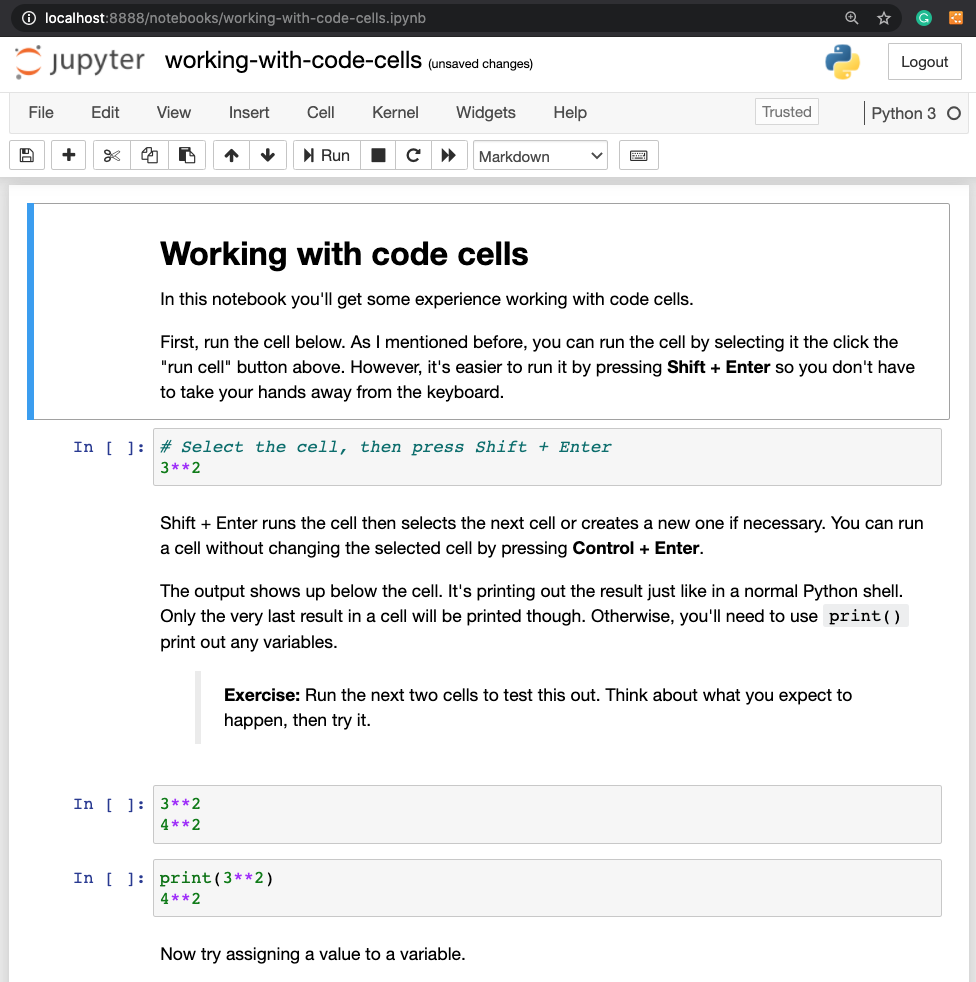 localhost:8888/notebooks/working-with-code-cells.ipynb
jupyter working-with-code-cells (unsaved changes)
Logout
File Edit View Insert Cell Kernel Widgets Help Trusted Python 3
Run Markdown
Working with code cells
In this notebook you'll get some experience working with code cells.
First, run the cell below. As I mentioned before, you can run the cell by selecting it the click the
"run cell" button above. However, it's easier to run it by pressing Shift + Enter so you don't have
to take your hands away from the keyboard.
In [ ]: # Select the cell, then press Shift + Enter
3**2
Shift + Enter runs the cell then selects the next cell or creates a new one if necessary. You can run
a cell without changing the selected cell by pressing Control + Enter.
The output shows up below the cell. It's printing out the result just like in a normal Python shell.
Only the very last result in a cell will be printed though. Otherwise, you'll need to use print()
print out any variables.
Exercise: Run the next two cells to test this out. Think about what you expect to
happen, then try it.
In [ ]: 3**2
4**2
In [ ]: print(3**2)
4**2
Now try assigning a value to a variable.